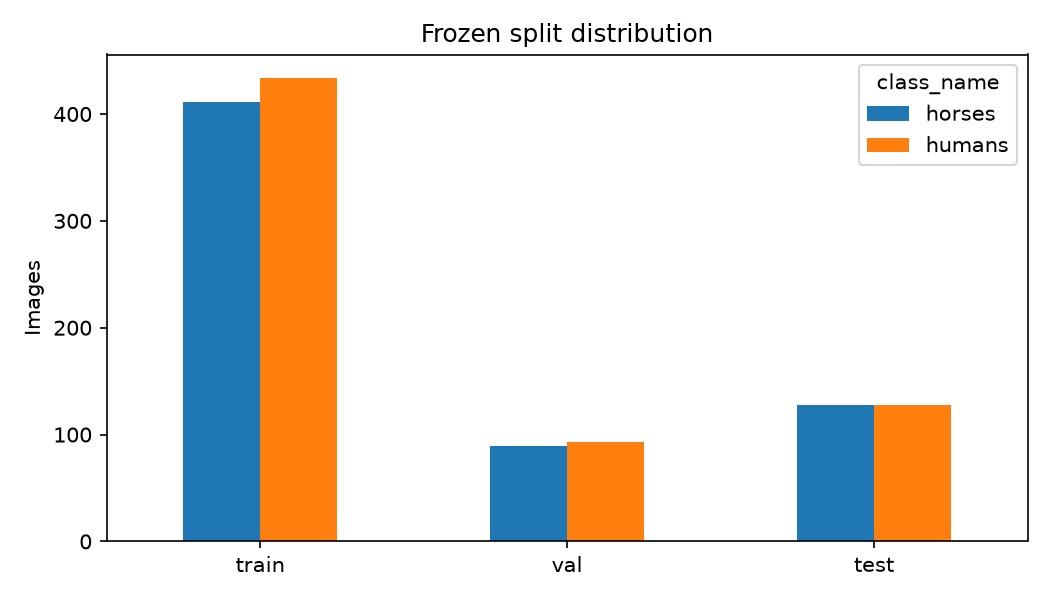 Frozen split distribution
class_name
horses
humans
Images
400
300
200
100
0
train
val
test